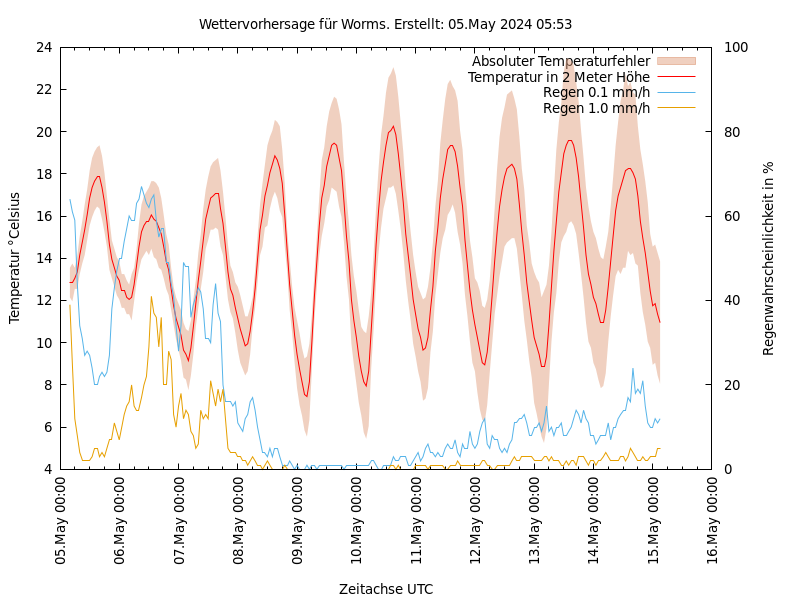 Wettervorhersage für Worms. Erstellt: 05.May 2024 05:53
Absoluter Temperaturfehler
Temperatur in 2 Meter Höhe
Regen 0.1 mm/h
Regen 1.0 mm/h
Temperatur °Celsius
24
22
20
18
16
14
12
10
8
6
4
Regenwahrscheinlichkeit in %
100
80
60
40
20
0
05.May 00:00
06.May 00:00
07.May 00:00
08.May 00:00
09.May 00:00
10.May 00:00
11.May 00:00
12.May 00:00
13.May 00:00
14.May 00:00
15.May 00:00
16.May 00:00
Zeitachse UTC